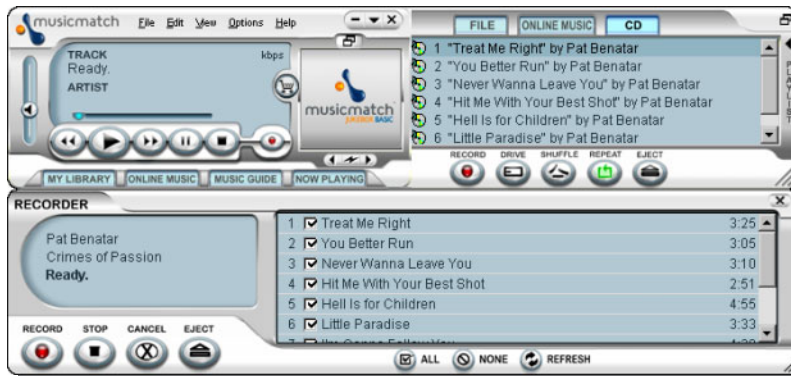 musicmatch File Edit View Options Help
TRACK kbps
Ready.
ARTIST
musicmatch
JUKEBOX BASIC
MY LIBRARY ONLINE MUSIC MUSIC GUIDE NOW PLAYING
FILE ONLINE MUSIC CD
1 "Treat Me Right" by Pat Benatar
2 "You Better Run" by Pat Benatar
3 "Never Wanna Leave You" by Pat Benatar
4 "Hit Me With Your Best Shot" by Pat Benatar
5 "Hell Is for Children" by Pat Benatar
6 "Little Paradise" by Pat Benatar
PLAYLIST
RECORD DRIVE SHUFFLE REPEAT EJECT
RECORDER
Pat Benatar
Crimes of Passion
Ready.
RECORD STOP CANCEL EJECT
1 Treat Me Right 3:25
2 You Better Run 3:05
3 Never Wanna Leave You 3:10
4 Hit Me With Your Best Shot 2:51
5 Hell Is for Children 4:55
6 Little Paradise 3:33
7 I'm Gonna Follow You
ALL NONE REFRESH